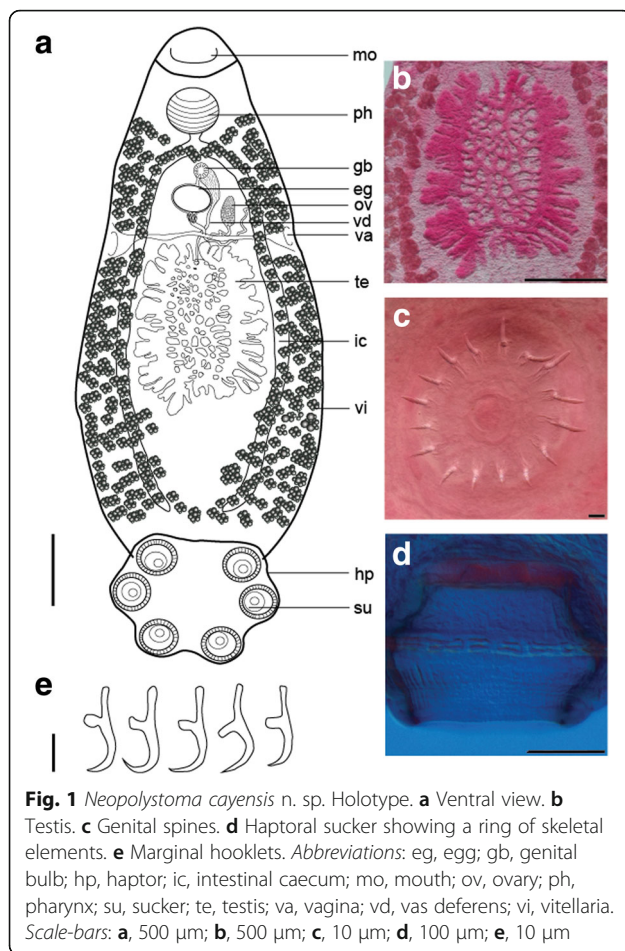 a
mo
ph
gb
eg
ov
vd
va
te
ic
vi
hp
su
b
c
d
e
Fig. 1 Neopolystoma cayensis n. sp. Holotype. a Ventral view. b
Testis. c Genital spines. d Haptoral sucker showing a ring of skeletal
elements. e Marginal hooklets. Abbreviations: eg, egg; gb, genital
bulb; hp, haptor; ic, intestinal caecum; mo, mouth; ov, ovary; ph,
pharynx; su, sucker; te, testis; va, vagina; vd, vas deferens; vi, vitellaria.
Scale-bars: a, 500 μm; b, 500 μm; c, 10 μm; d, 100 μm; e, 10 μm